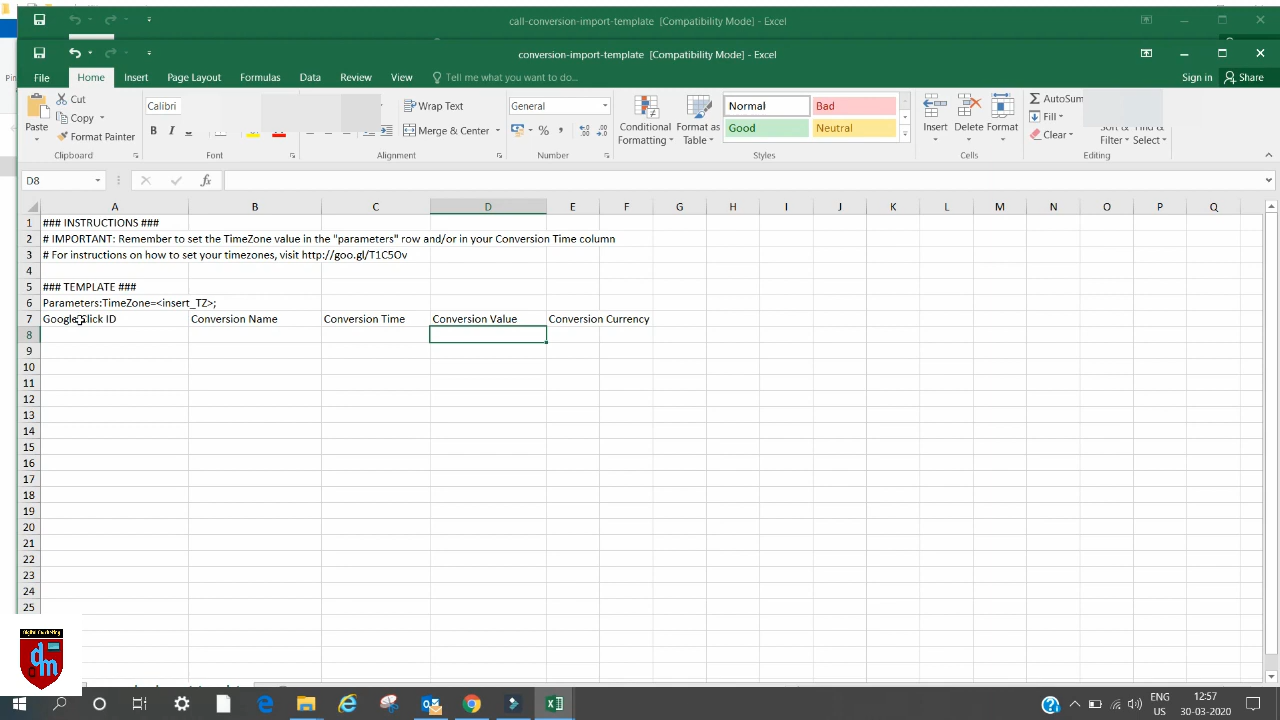 call-conversion-import-template [Compatibility Mode] - Excel
conversion-import-template [Compatibility Mode] - Excel
File Home Insert Page Layout Formulas Data Review View Tell me what you want to do... Sign in Share
Cut
Copy
Format Painter
Paste
Clipboard
Calibri
B I U
Font
Wrap Text
Merge & Center
Alignment
General
%
Number
Conditional Formatting
Format as Table
Normal Bad
Good Neutral
Styles
Insert Delete Format
Cells
AutoSum
Fill
Clear
Sort & Filter
Find & Select
Editing
D8
fx
A B C D E F G H I J K L M N O P Q
1 ### INSTRUCTIONS ###
2 # IMPORTANT: Remember to set the TimeZone value in the "parameters" row and/or in your Conversion Time column
3 # For instructions on how to set your timezones, visit http://goo.gl/T1C5Ov
4
5 ### TEMPLATE ###
6 Parameters:TimeZone=<insert_TZ>;
7 Google Click ID Conversion Name Conversion Time Conversion Value Conversion Currency
8
9
10
11
12
13
14
15
16
17
18
19
20
21
22
23
24
25
Digital Marketing
dm
ENG
US
12:57
30-03-2020